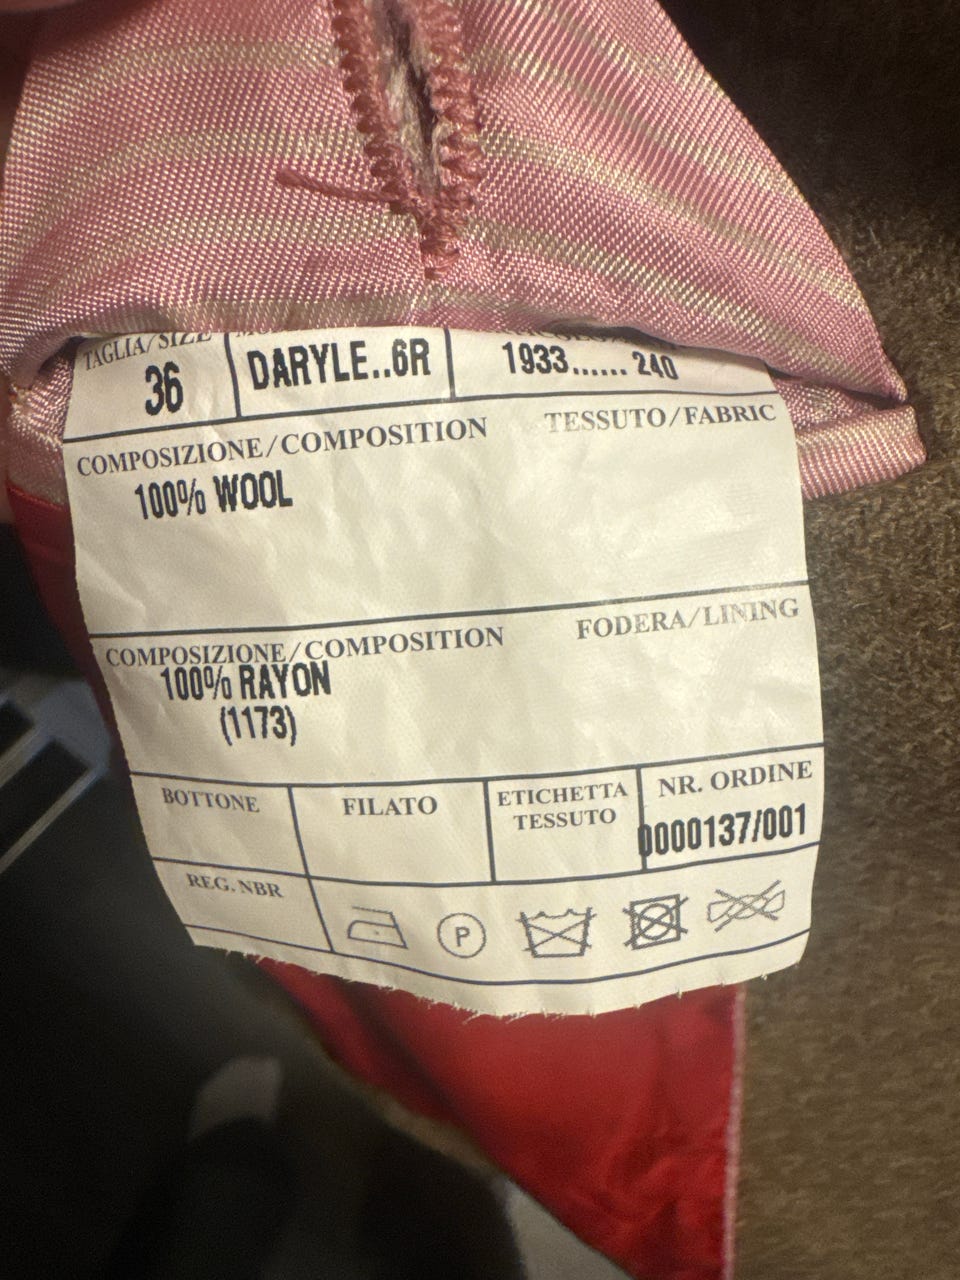 TAGLIA/SIZE
36 DARYLE..6R 1933...... 240
COMPOSIZIONE/COMPOSITION TESSUTO/FABRIC
100% WOOL
COMPOSIZIONE/COMPOSITION FODERA/LINING
100% RAYON
(1173)
BOTTONE FILATO ETICHETTA TESSUTO NR. ORDINE
0000137/001
REG. NBR
P